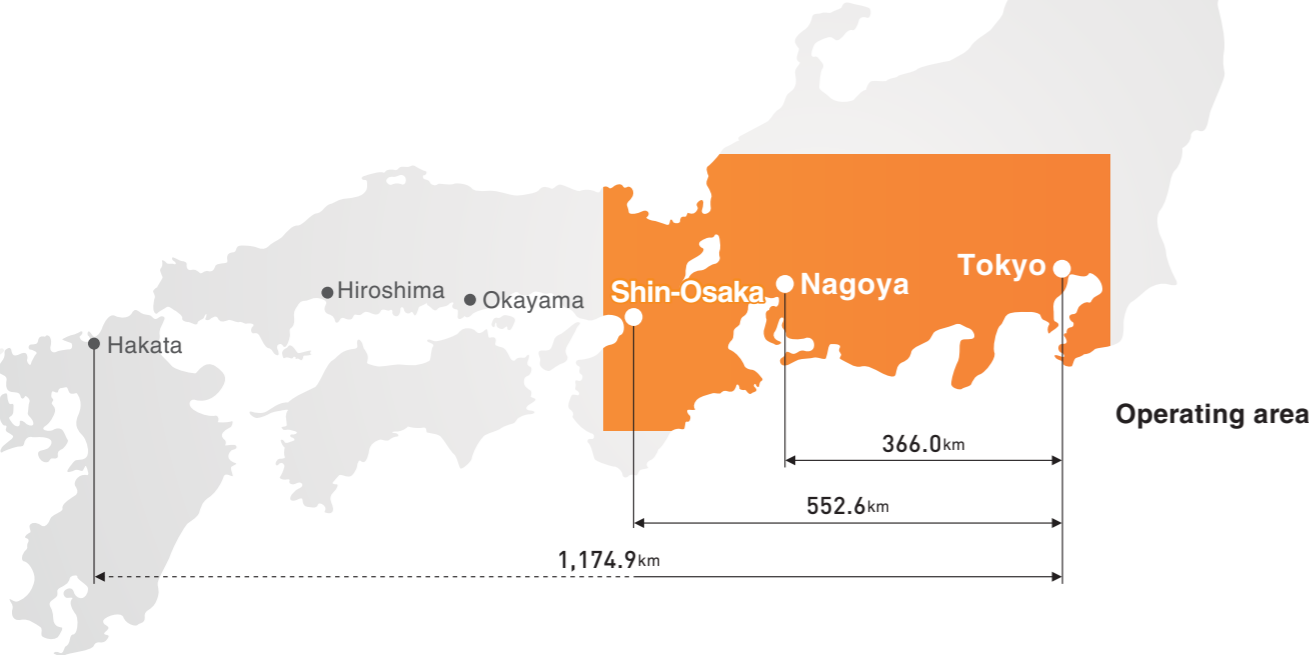 Tokyo
Nagoya
Shin-Osaka
Hiroshima
Okayama
Hakata
Operating area
366.0km
552.6km
1,174.9km